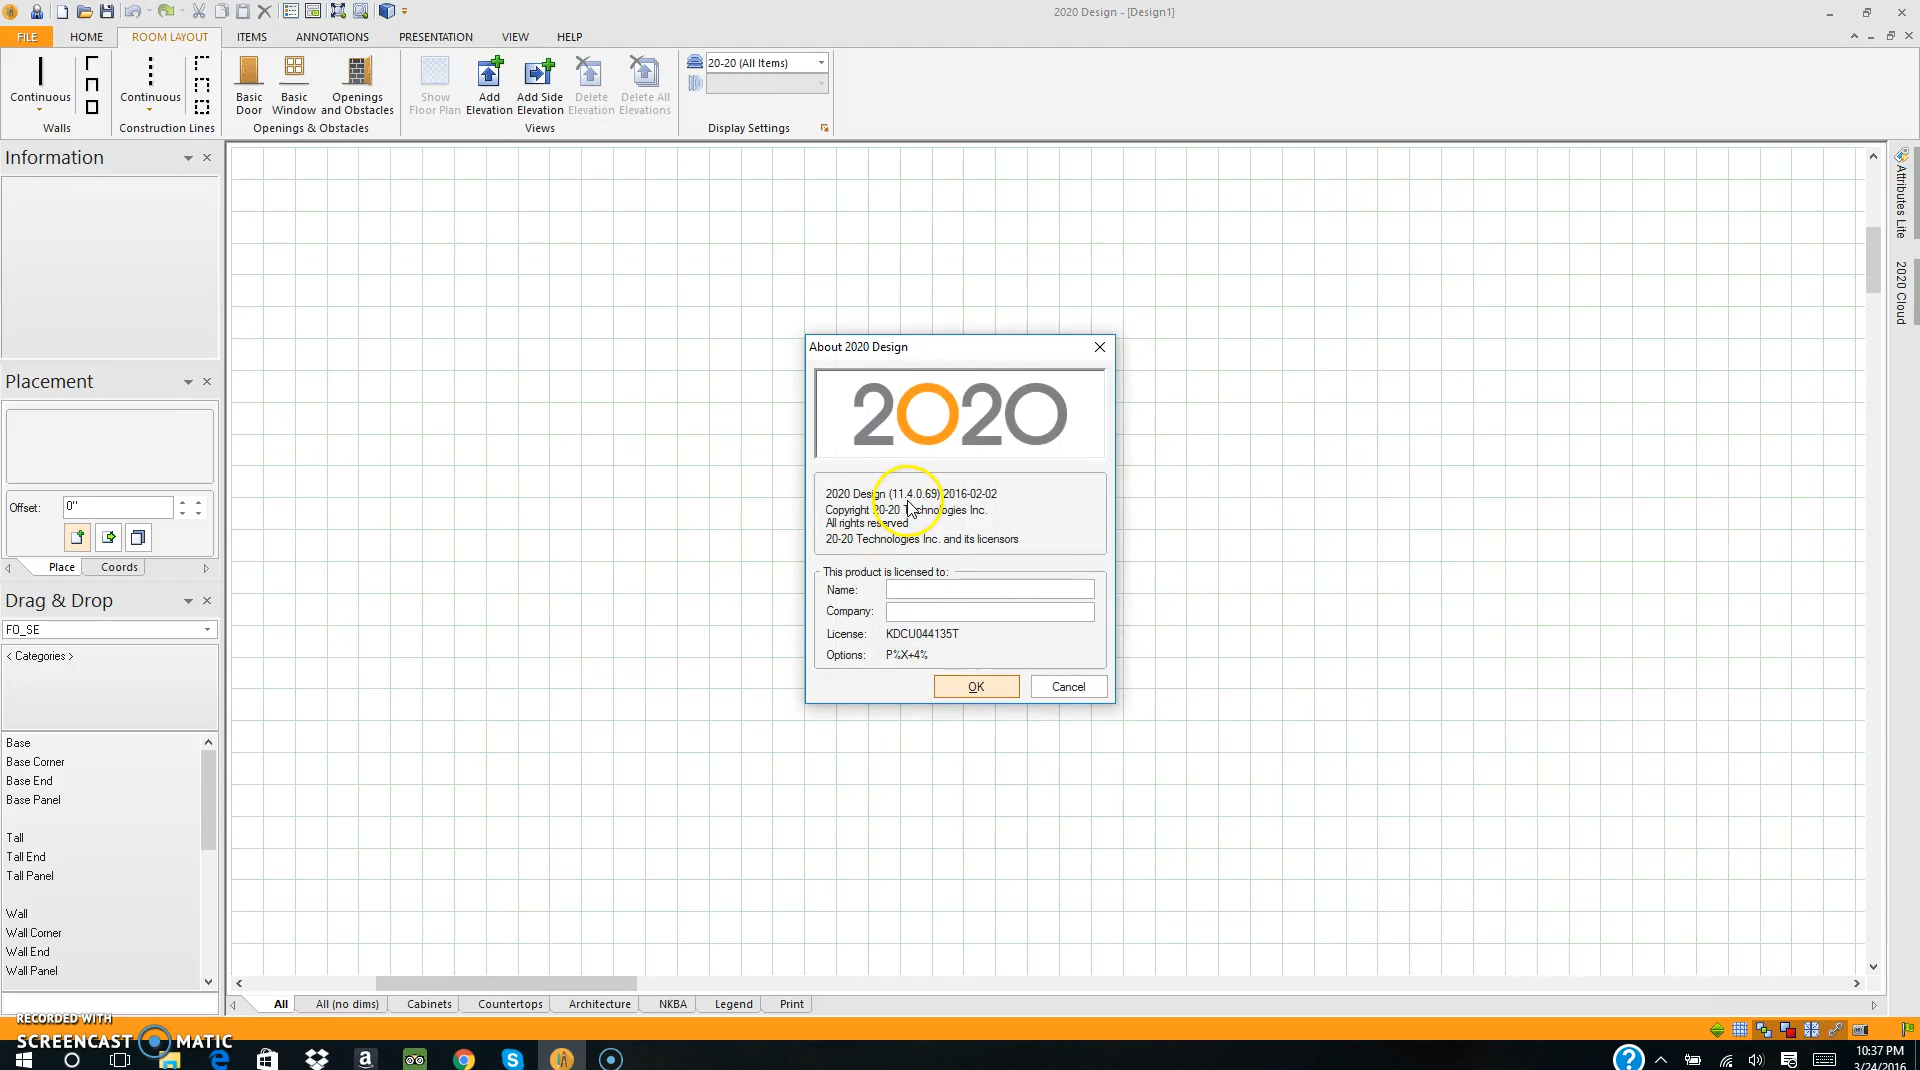 2020 Design - [Design1]
FILE
HOME
ROOM LAYOUT
ITEMS
ANNOTATIONS
PRESENTATION
VIEW
HELP
Continuous
Walls
Continuous
Construction Lines
Basic Door
Basic Window
Openings and Obstacles
Openings & Obstacles
Show Floor Plan
Add Elevation
Add Side Elevation
Delete Elevation
Delete All Elevations
Views
20-20 (All Items)
Display Settings
Information
Placement
Offset:
0"
Place
Coords
Drag & Drop
FO_SE
< Categories >
Base
Base Corner
Base End
Base Panel
Tall
Tall End
Tall Panel
Wall
Wall Corner
Wall End
Wall Panel
About 2020 Design
2020
2020 Design (11.4.0.69) 2016-02-02
Copyright 20-20 Technologies Inc.
All rights reserved
20-20 Technologies Inc. and its licensors
This product is licensed to:
Name:
Company:
License: KDCU044135T
Options: P%X+4%
OK
Cancel
Attributes Lite
2020 Cloud
All
All (no dims)
Cabinets
Countertops
Architecture
NKBA
Legend
Print
RECORDED WITH
SCREENCAST MATIC
10:37 PM
3/24/2016